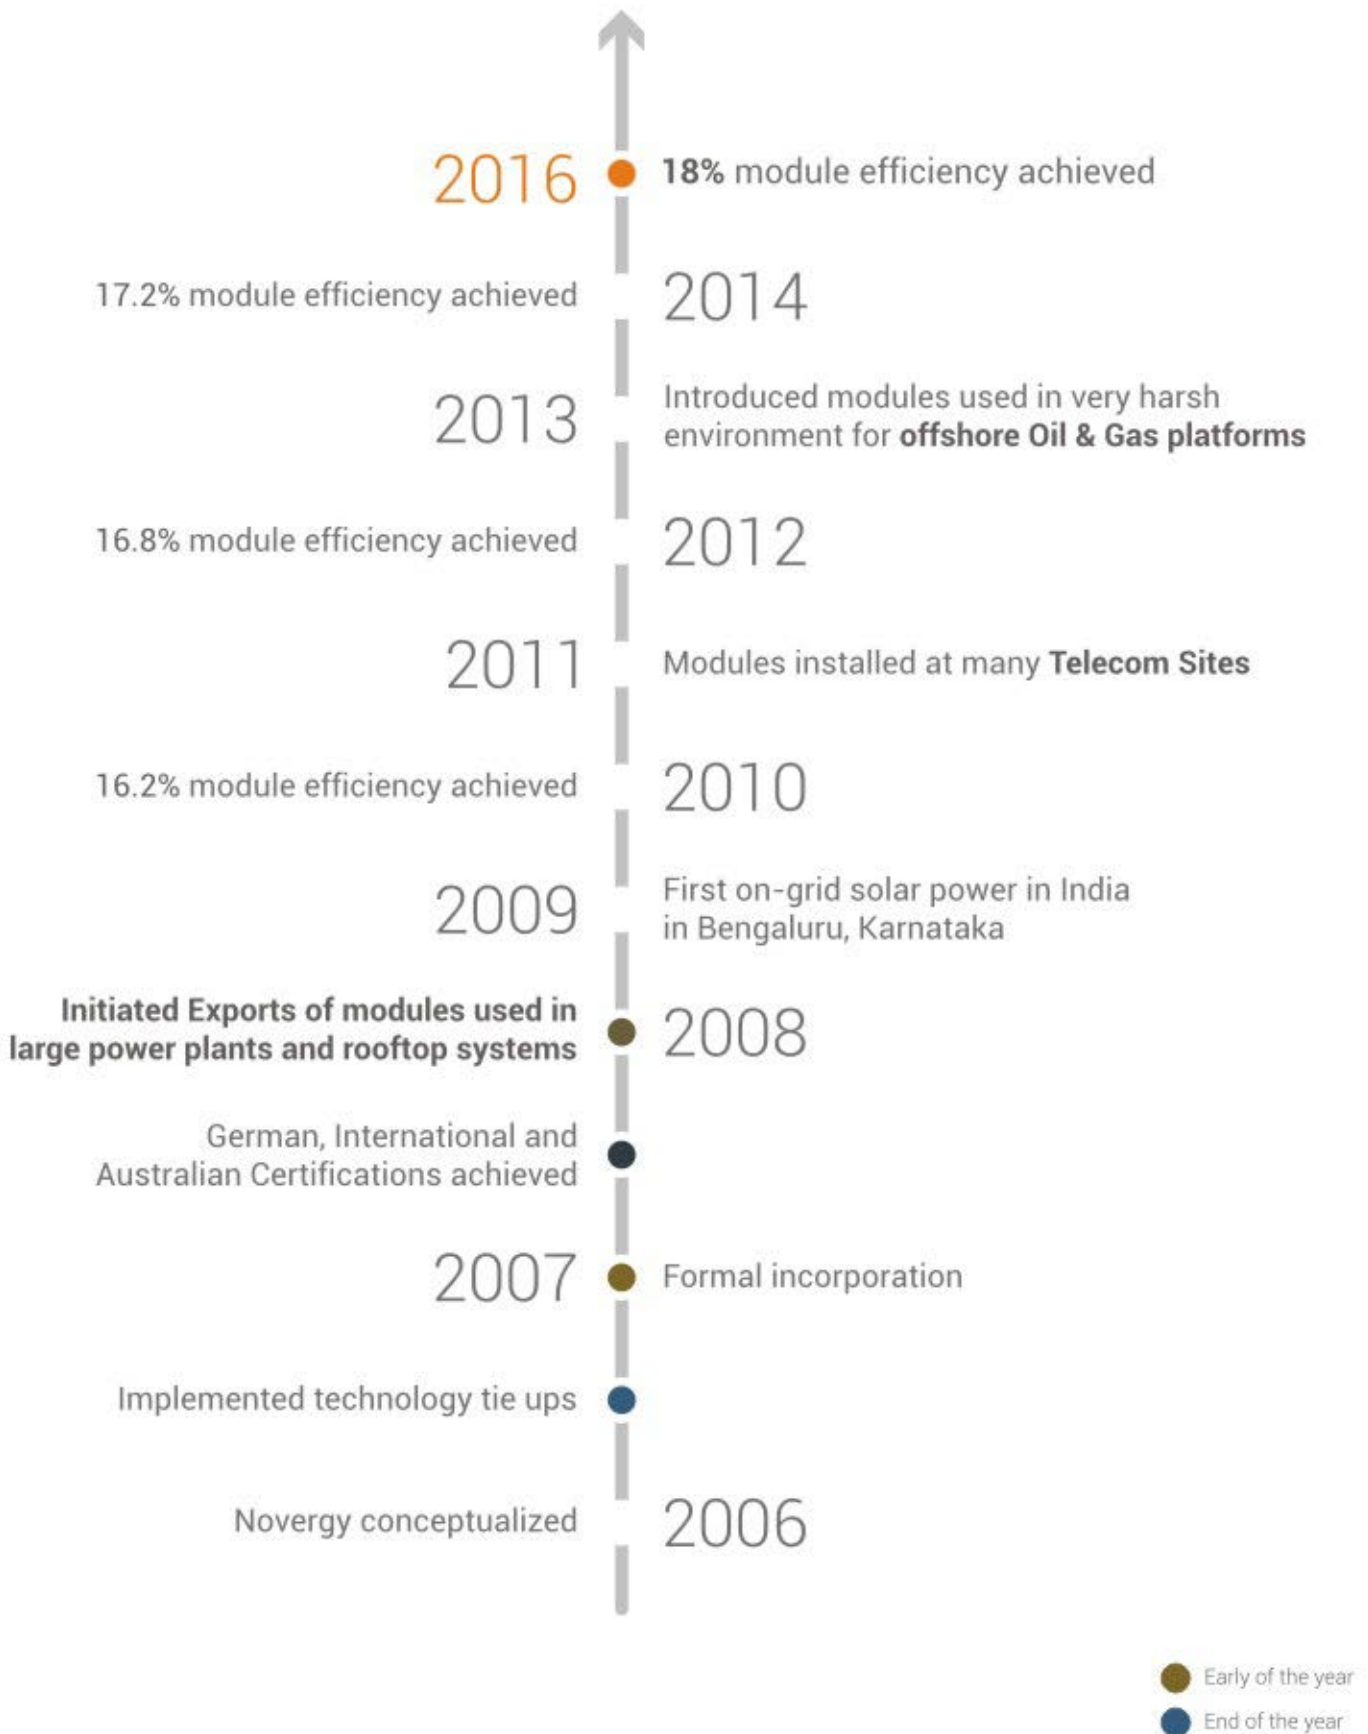 2016
18% module efficiency achieved
17.2% module efficiency achieved
2014
2013
Introduced modules used in very harsh
environment for offshore Oil & Gas platforms
16.8% module efficiency achieved
2012
2011
Modules installed at many Telecom Sites
16.2% module efficiency achieved
2010
2009
First on-grid solar power in India
in Bengaluru, Karnataka
Initiated Exports of modules used in
large power plants and rooftop systems
2008
German, International and
Australian Certifications achieved
2007
Formal incorporation
Implemented technology tie ups
Novergy conceptualized
2006
Early of the year
End of the year